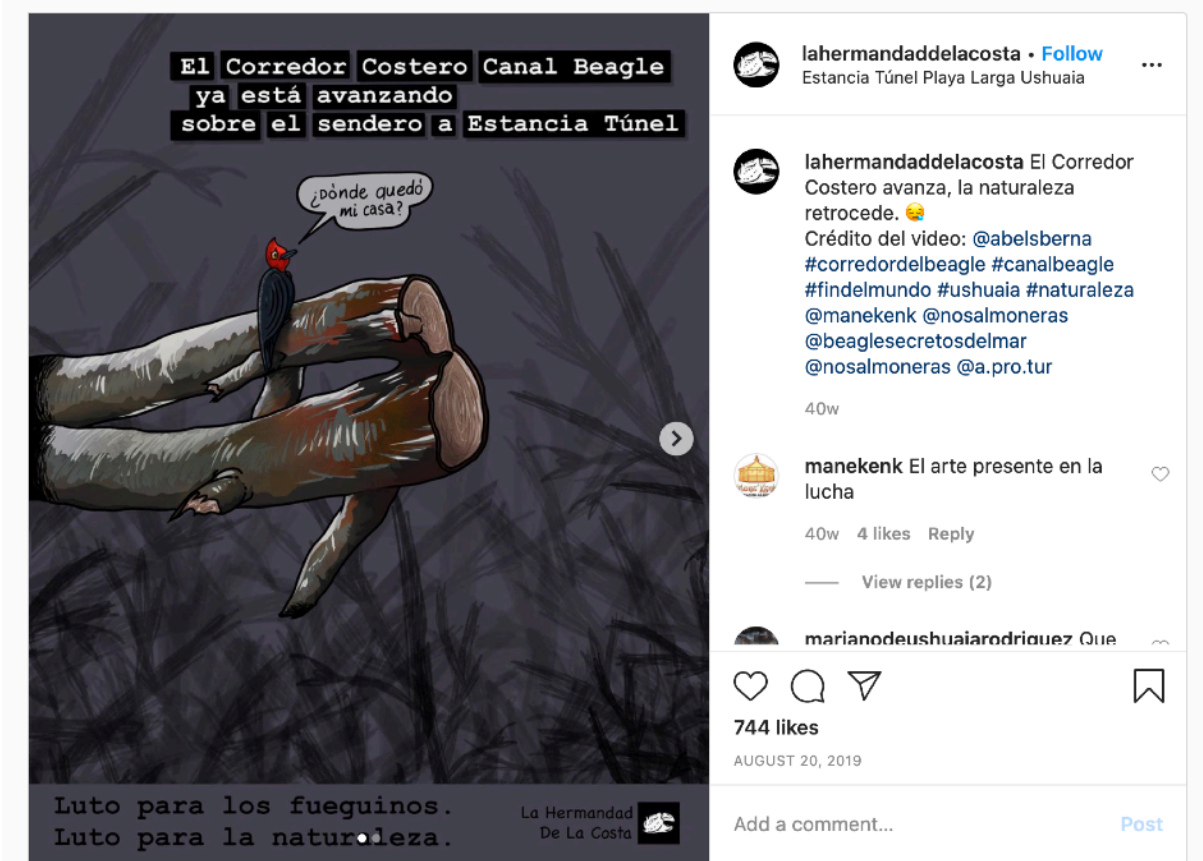 El Corredor Costero Canal Beagle
ya está avanzando
sobre el sendero a Estancia Túnel
¿Dónde quedó
mi casa?
Luto para los fueguinos.
Luto para la naturaleza.
La Hermandad
De La Costa
lahermandaddelacosta • Follow
Estancia Túnel Playa Larga Ushuaia
lahermandaddelacosta El Corredor
Costero avanza, la naturaleza
retrocede. 😪
Crédito del video: @abelsberna
#corredordelbeagle #canalbeagle
#findelmundo #ushuaia #naturaleza
@manekenk @nosalmoneras
@beaglesecretosdelmar
@nosalmoneras @a.pro.tur
40w
manekenk El arte presente en la
lucha
40w 4 likes Reply
View replies (2)
marianodeushuaiarodriguez Que
744 likes
AUGUST 20, 2019
Add a comment...
Post